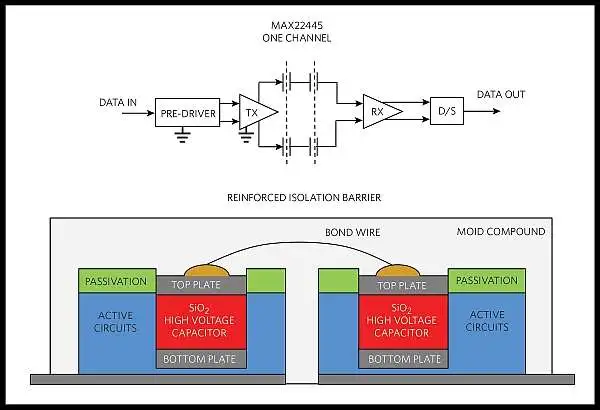 MAX22445
ONE CHANNEL
DATA IN
PRE-DRIVER
TX
RX
D/S
DATA OUT
REINFORCED ISOLATION BARRIER
BOND WIRE
MOID COMPOUND
PASSIVATION
TOP PLATE
TOP PLATE
PASSIVATION
ACTIVE
CIRCUITS
SiO2
HIGH VOLTAGE
CAPACITOR
SiO2
HIGH VOLTAGE
CAPACITOR
ACTIVE
CIRCUITS
BOTTOM PLATE
BOTTOM PLATE